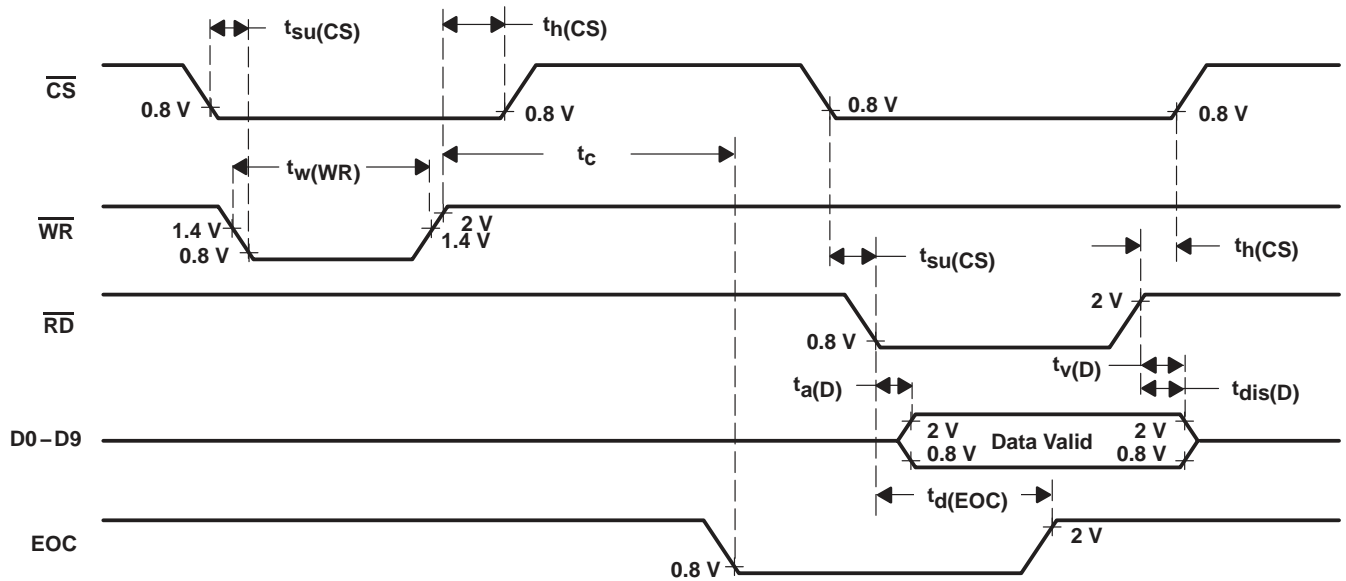 tsu(CS)
th(CS)
CS
0.8 V
0.8 V
0.8 V
0.8 V
tw(WR)
tc
WR
1.4 V
0.8 V
2 V
1.4 V
tsu(CS)
th(CS)
RD
0.8 V
2 V
ta(D)
tv(D)
tdis(D)
D0–D9
2 V
0.8 V
Data Valid
2 V
0.8 V
td(EOC)
EOC
0.8 V
2 V